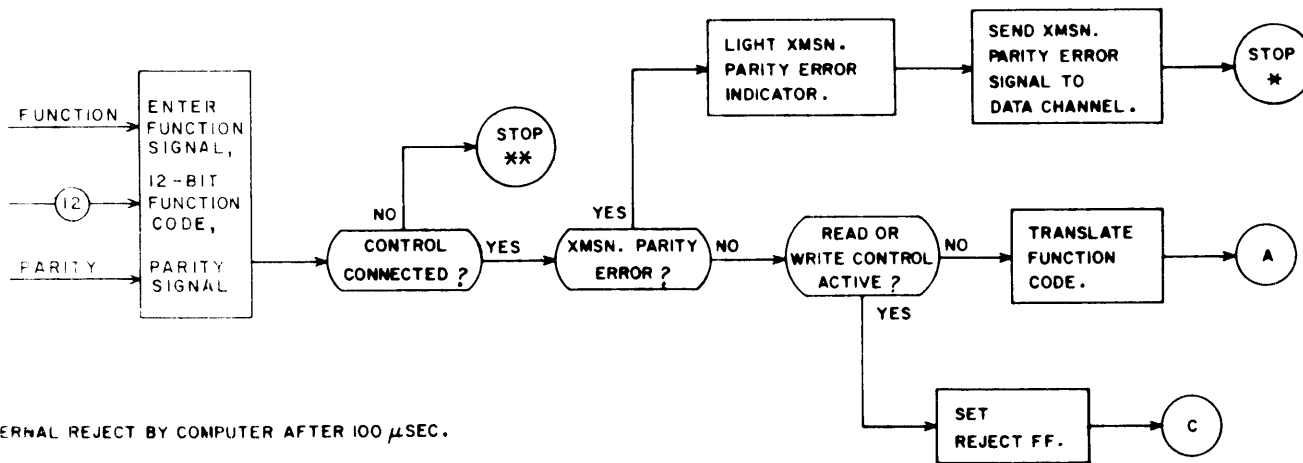 FUNCTION
12
PARITY
ENTER
FUNCTION
SIGNAL,
12-BIT
FUNCTION
CODE,
PARITY
SIGNAL
CONTROL
CONNECTED ?
NO
STOP
**
YES
XMSN. PARITY
ERROR ?
YES
LIGHT XMSN.
PARITY ERROR
INDICATOR.
SEND XMSN.
PARITY ERROR
SIGNAL TO
DATA CHANNEL.
STOP
*
NO
READ OR
WRITE CONTROL
ACTIVE ?
NO
TRANSLATE
FUNCTION
CODE.
A
YES
SET
REJECT FF.
C
ERNAL REJECT BY COMPUTER AFTER 100 µSEC.